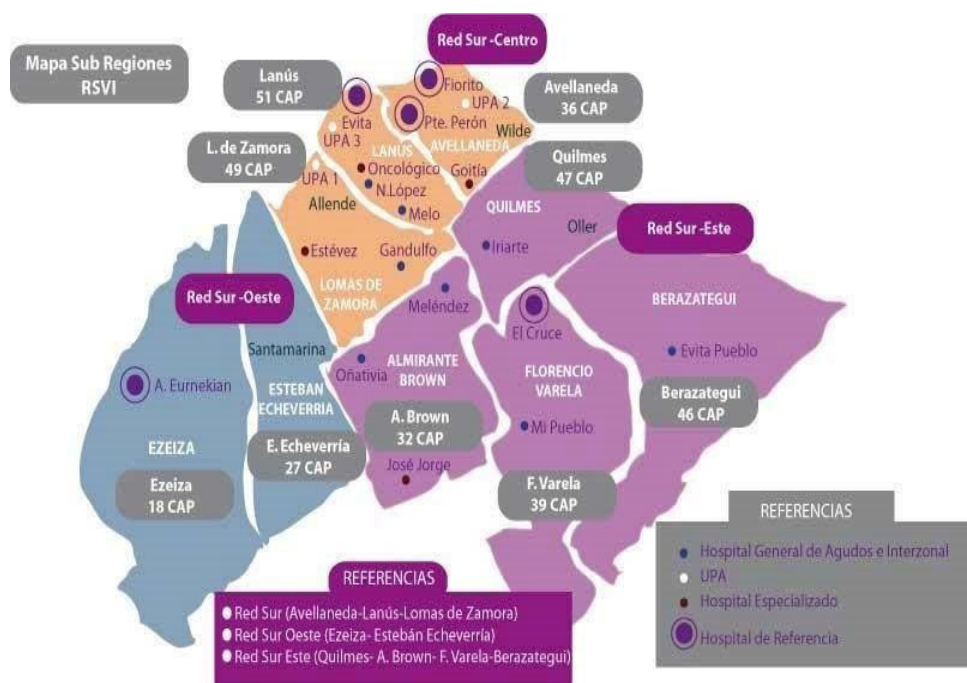 Mapa Sub Regiones
RSVI
Red Sur -Centro
Lanús
51 CAP
Fiorito
UPA 2
Avellaneda
36 CAP
Evita
Pte. Perón
Wilde
UPA 3
LANÚS
AVELLANEDA
L. de Zamora
49 CAP
Oncológico
Goitía
Quilmes
47 CAP
UPA 1
N.López
Allende
Melo
QUILMES
Oller
Red Sur -Este
Estévez
Gandulfo
Iriarte
LOMAS DE
ZAMORA
Red Sur -Oeste
Meléndez
BERAZATEGUI
El Cruce
Santamarina
Evita Pueblo
Oñativia
ALMIRANTE
BROWN
FLORENCIO
VARELA
A. Eurnekian
ESTEBAN
ECHEVERRIA
Berazategui
46 CAP
A. Brown
32 CAP
Mi Pueblo
EZEIZA
E. Echeverría
27 CAP
José Jorge
Ezeiza
18 CAP
F. Varela
39 CAP
REFERENCIAS
Hospital General de Agudos e Interzonal
UPA
Hospital Especializado
Hospital de Referencia
REFERENCIAS
Red Sur (Avellaneda-Lanús-Lomas de Zamora)
Red Sur Oeste (Ezeiza- Estebán Echeverría)
Red Sur Este (Quilmes- A. Brown- F. Varela-Berazategui)